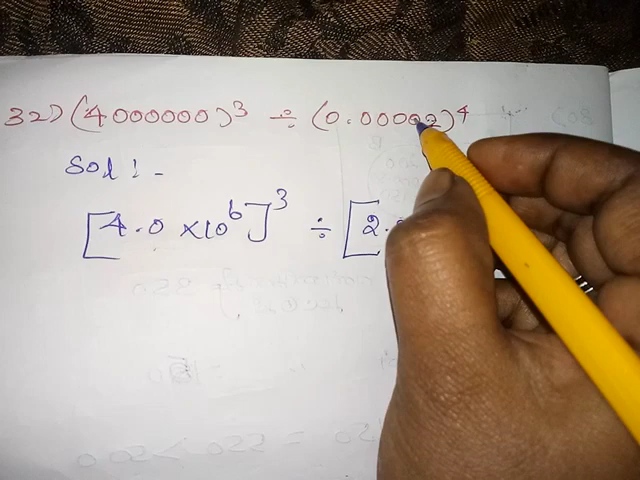 32) (4000000)³ ÷ (0.00002)⁴
Sol : -
[4.0 ×10⁶]³ ÷ [2.